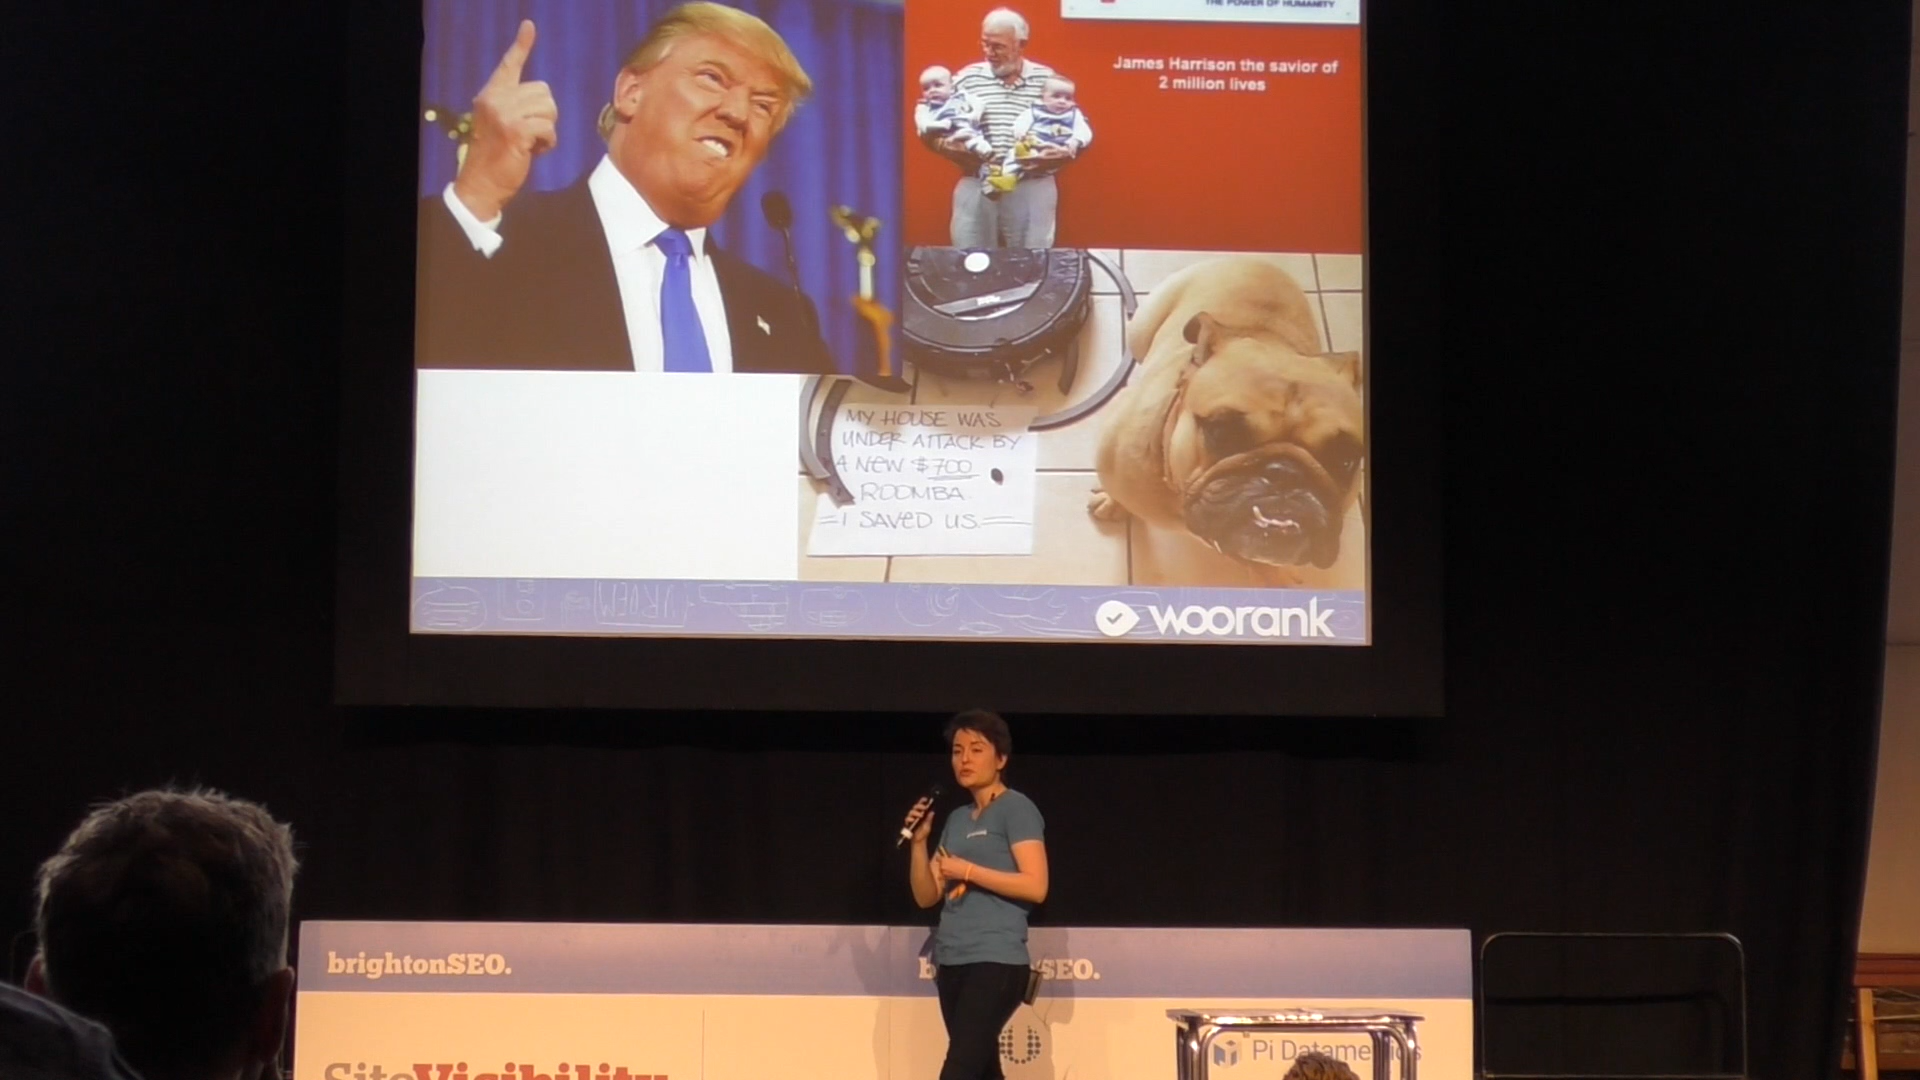 THE POWER OF HUMANITY
James Harrison the savior of
2 million lives
MY HOUSE WAS
UNDER ATTACK BY
A NEW $700
ROOMBA.
I SAVED US.
woorank
brightonSEO.
SEO.
SiteVisibility
Pi Datame